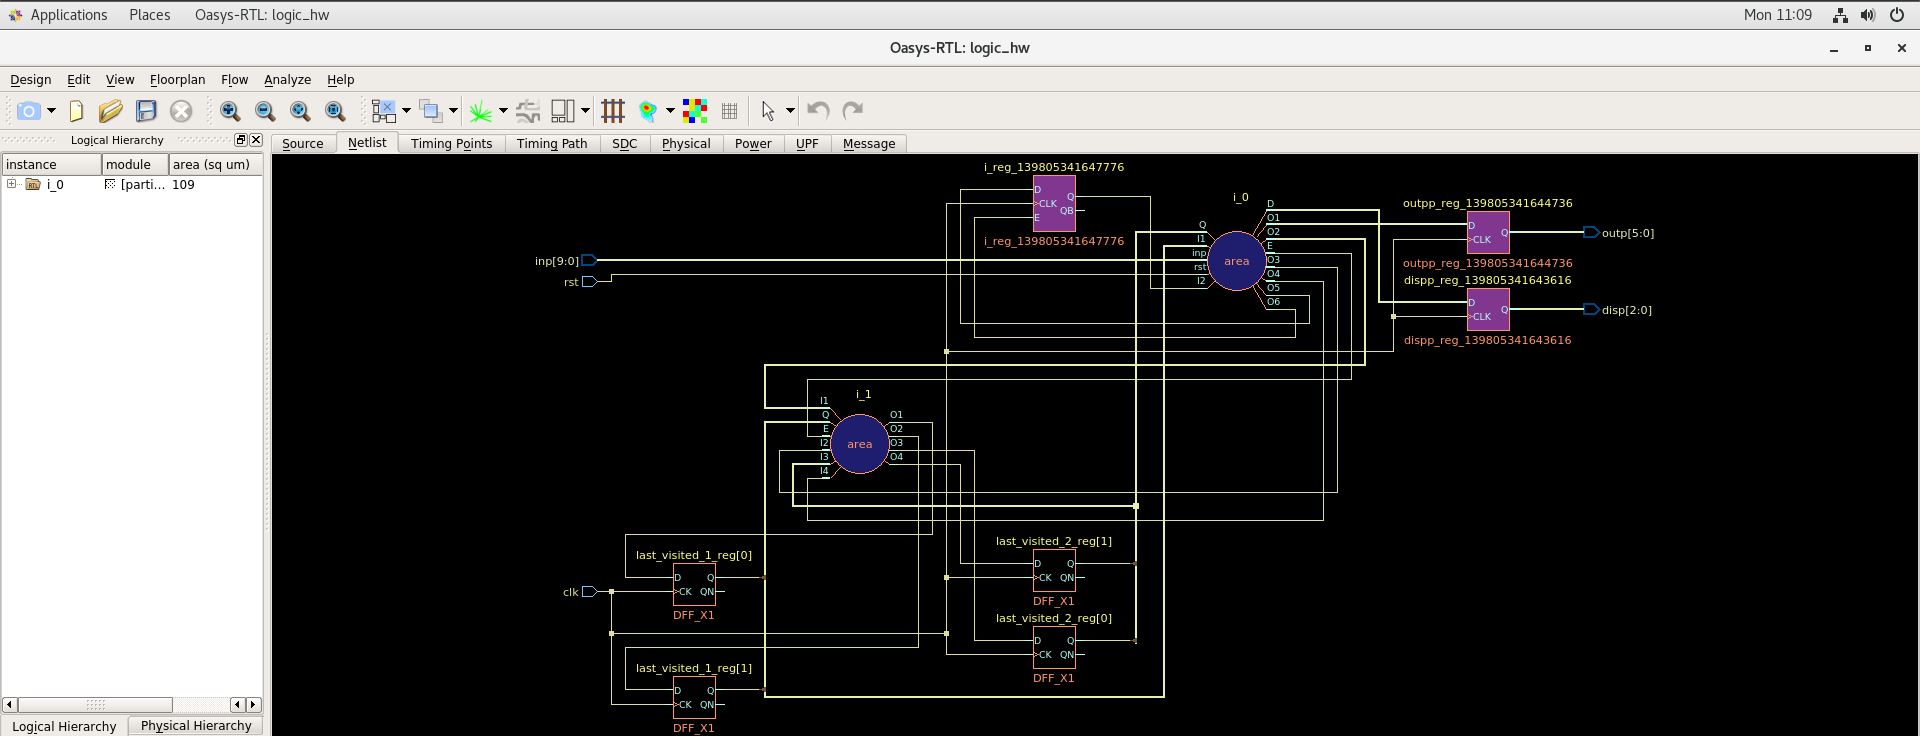 Applications Places Oasys-RTL: logic_hw Mon 11:09
Oasys-RTL: logic_hw
Design Edit View Floorplan Flow Analyze Help
Logical Hierarchy
Source Netlist Timing Points Timing Path SDC Physical Power UPF Message
instance module area (sq um)
RTL i_0 [parti... 109
i_reg_139805341647776
D Q
CLK QB
E
i_reg_139805341647776
i_0
Q
I1
inp
rst
I2
area
D
O1
O2
E
O3
O4
O5
O6
outpp_reg_139805341644736
D Q
CLK
outpp_reg_139805341644736
outp[5:0]
dispp_reg_139805341643616
D Q
CLK
dispp_reg_139805341643616
disp[2:0]
inp[9:0]
rst
i_1
I1
Q
E
I2
I3
I4
area
O1
O2
O3
O4
last_visited_1_reg[0]
D Q
CK QN
DFF_X1
clk
last_visited_2_reg[1]
D Q
CK QN
DFF_X1
last_visited_2_reg[0]
D Q
CK QN
DFF_X1
last_visited_1_reg[1]
D Q
CK QN
DFF_X1
Logical Hierarchy Physical Hierarchy